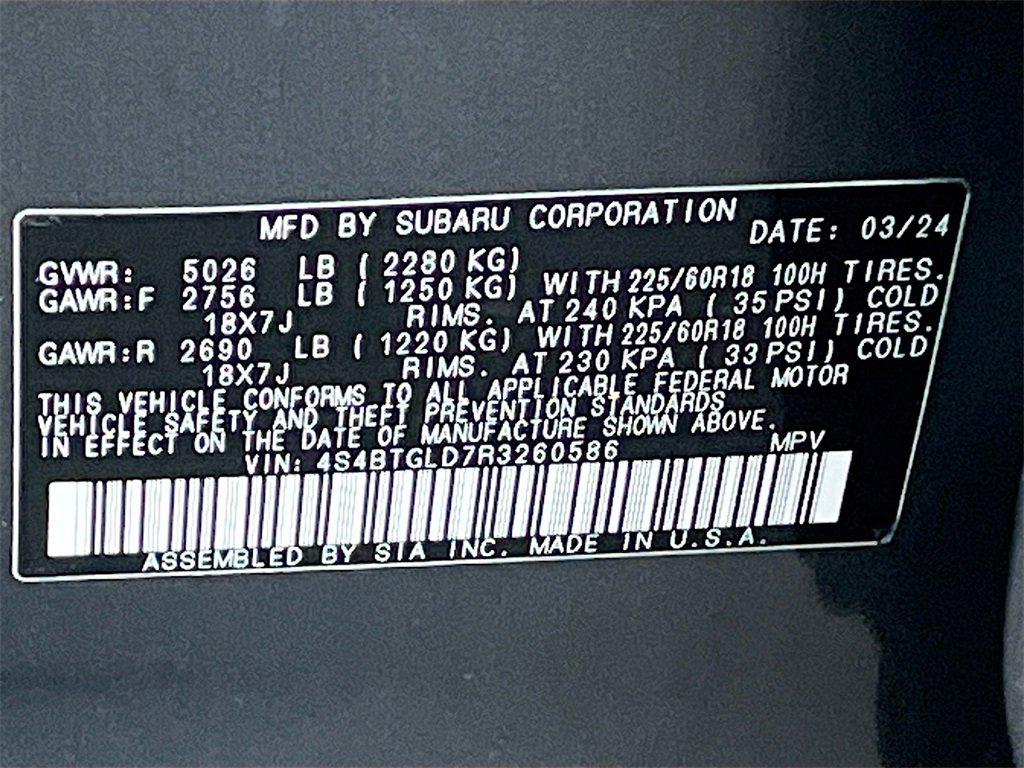 MFD BY SUBARU CORPORATION DATE: 03/24
GVWR: 5026 LB ( 2280 KG)
GAWR:F 2756 LB ( 1250 KG) WITH 225/60R18 100H TIRES.
18X7J RIMS. AT 240 KPA ( 35 PSI) COLD
GAWR:R 2690 LB ( 1220 KG) WITH 225/60R18 100H TIRES.
18X7J RIMS. AT 230 KPA ( 33 PSI) COLD
THIS VEHICLE CONFORMS TO ALL APPLICABLE FEDERAL MOTOR
VEHICLE SAFETY AND THEFT PREVENTION STANDARDS
IN EFFECT ON THE DATE OF MANUFACTURE SHOWN ABOVE.
VIN: 4S4BTGLD7R3260586 MPV
ASSEMBLED BY SIA INC. MADE IN U.S.A.